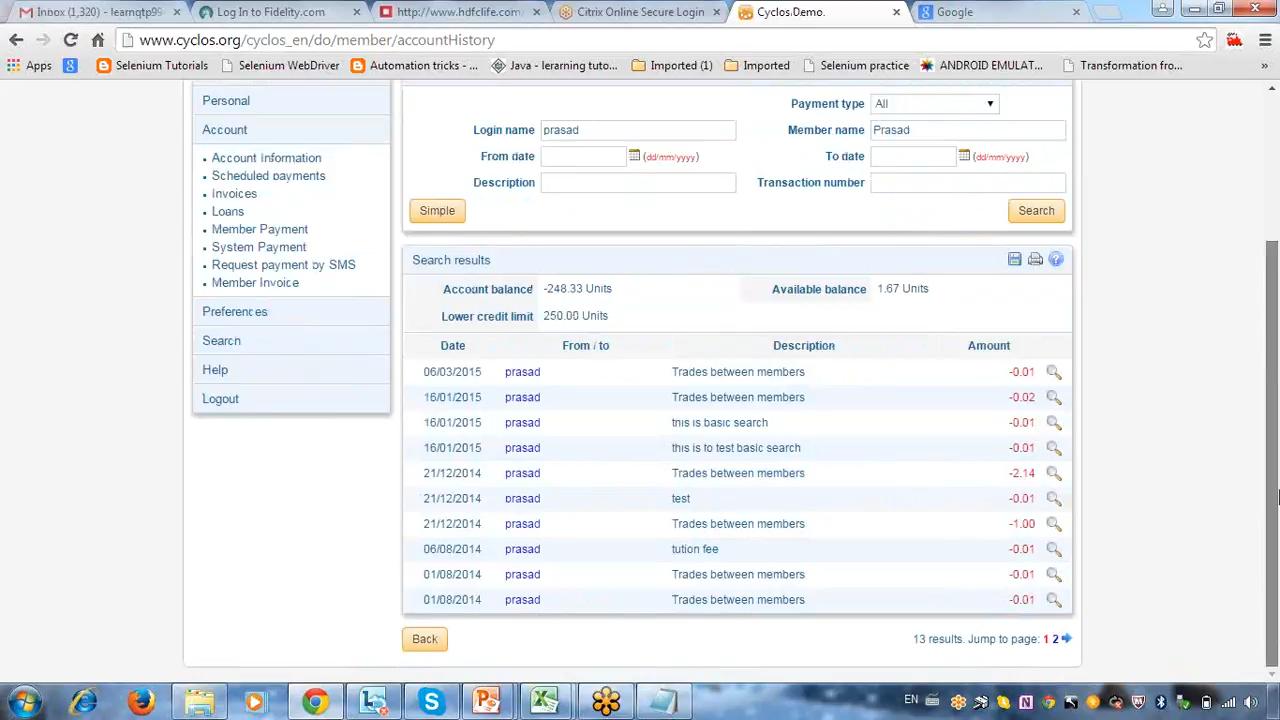 Inbox (1,320) - learnqtp99
Log In to Fidelity.com
http://www.hdfclife.com/
Citrix Online Secure Login
Cyclos Demo.
Google
www.cyclos.org/cyclos_en/do/member/accountHistory
Apps
Selenium Tutorials
Selenium WebDriver
Automation tricks - ...
Java - learning tuto...
Imported (1)
Imported
Selenium practice
ANDROID EMULAT...
Transformation fro...
»
Personal
Account
Account Information
Scheduled payments
Invoices
Loans
Member Payment
System Payment
Request payment by SMS
Member Invoice
Preferences
Search
Help
Logout
Payment type All
Login name prasad Member name Prasad
From date (dd/mm/yyyy) To date (dd/mm/yyyy)
Description Transaction number
Simple Search
Search results
Account balance -248.33 Units Available balance 1.67 Units
Lower credit limit 250.00 Units
Date From / to Description Amount
06/03/2015 prasad Trades between members -0.01
16/01/2015 prasad Trades between members -0.02
16/01/2015 prasad this is basic search -0.01
16/01/2015 prasad this is to test basic search -0.01
21/12/2014 prasad Trades between members -2.14
21/12/2014 prasad test -0.01
21/12/2014 prasad Trades between members -1.00
06/08/2014 prasad tution fee -0.01
01/08/2014 prasad Trades between members -0.01
01/08/2014 prasad Trades between members -0.01
Back 13 results. Jump to page: 1 2
EN